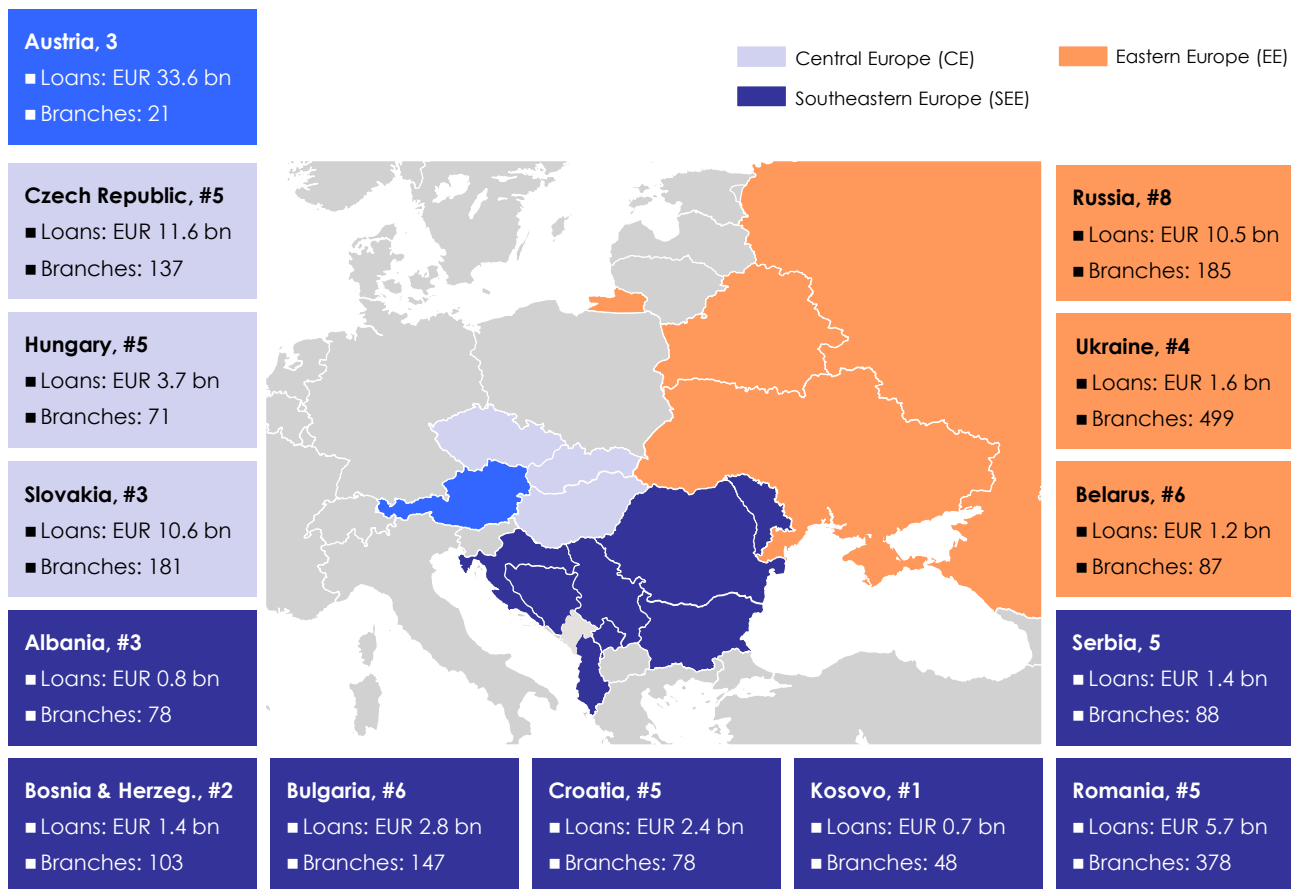 Austria, 3
■ Loans: EUR 33.6 bn
■ Branches: 21
Central Europe (CE)
Eastern Europe (EE)
Southeastern Europe (SEE)
Czech Republic, #5
■ Loans: EUR 11.6 bn
■ Branches: 137
Hungary, #5
■ Loans: EUR 3.7 bn
■ Branches: 71
Slovakia, #3
■ Loans: EUR 10.6 bn
■ Branches: 181
Albania, #3
■ Loans: EUR 0.8 bn
■ Branches: 78
Russia, #8
■ Loans: EUR 10.5 bn
■ Branches: 185
Ukraine, #4
■ Loans: EUR 1.6 bn
■ Branches: 499
Belarus, #6
■ Loans: EUR 1.2 bn
■ Branches: 87
Serbia, 5
■ Loans: EUR 1.4 bn
■ Branches: 88
Bosnia & Herzeg., #2
■ Loans: EUR 1.4 bn
■ Branches: 103
Bulgaria, #6
■ Loans: EUR 2.8 bn
■ Branches: 147
Croatia, #5
■ Loans: EUR 2.4 bn
■ Branches: 78
Kosovo, #1
■ Loans: EUR 0.7 bn
■ Branches: 48
Romania, #5
■ Loans: EUR 5.7 bn
■ Branches: 378